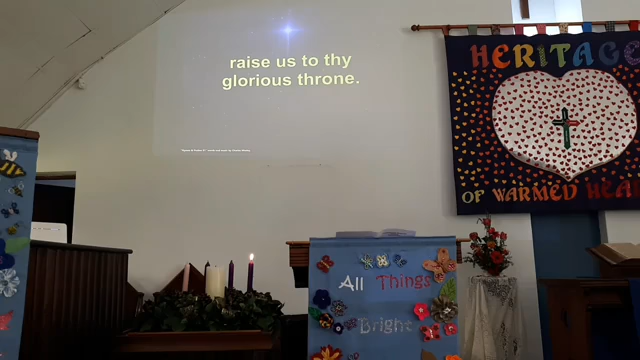 raise us to thy
glorious throne.
HERITAGE
OF WARMED HEA
All Things
Bright